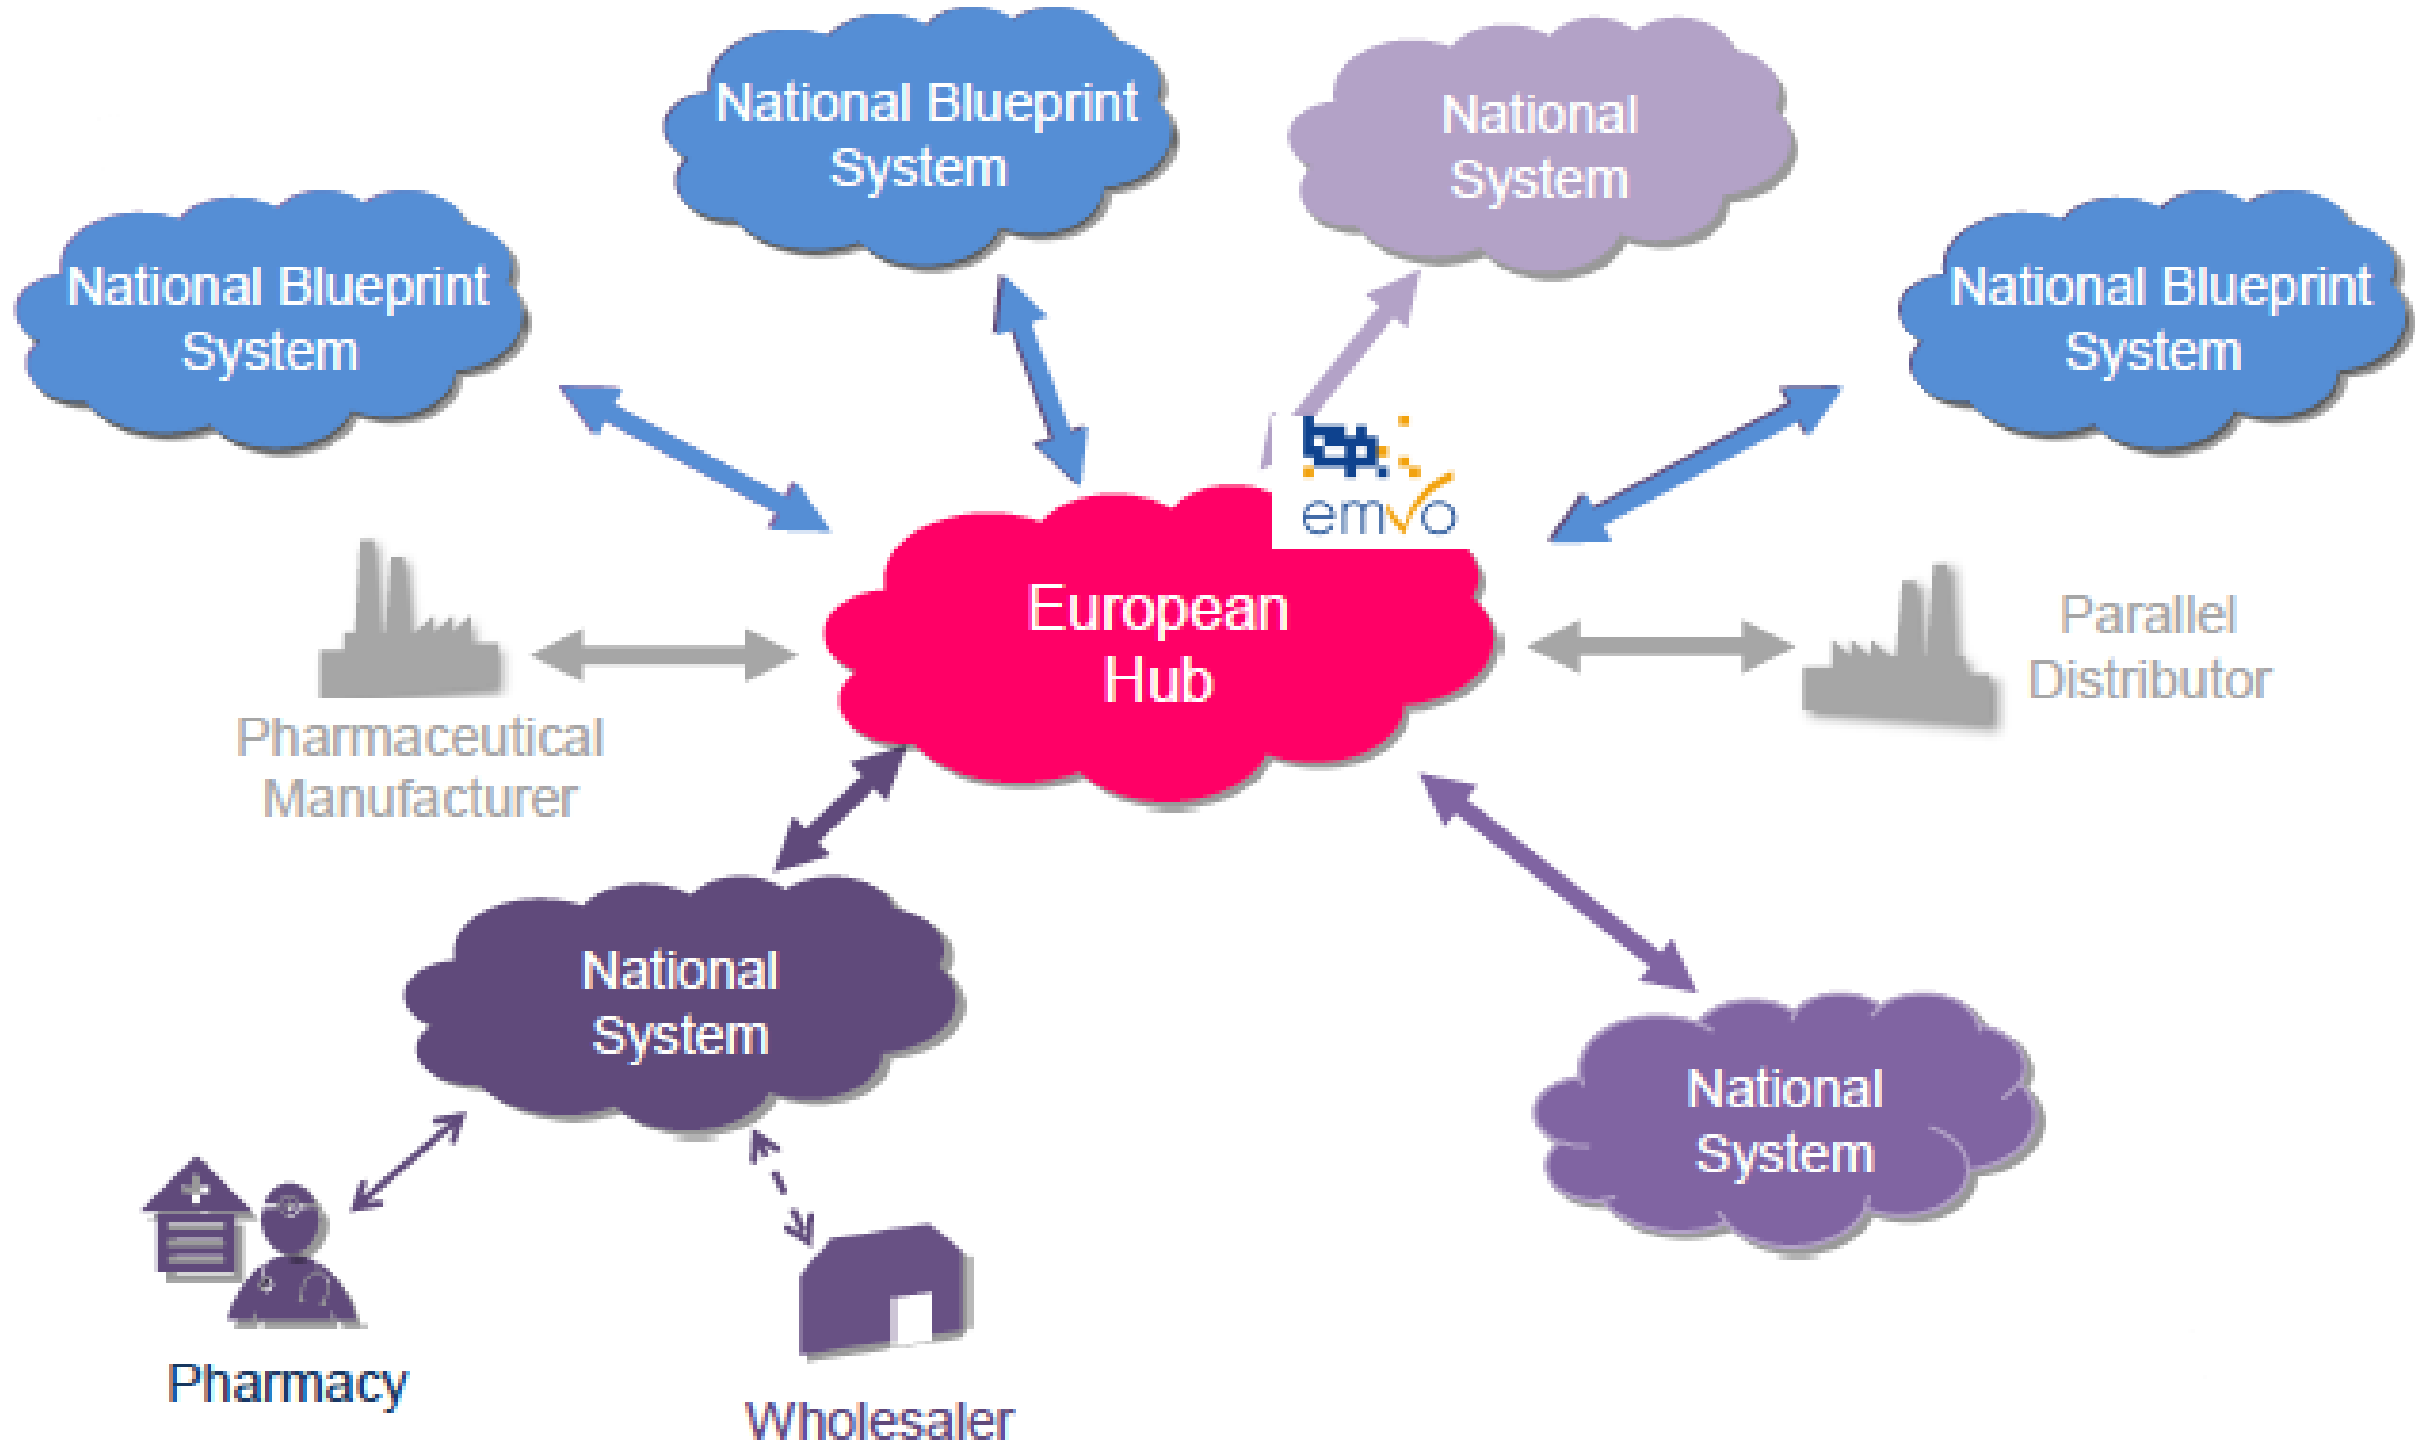 National Blueprint
System
National
System
National Blueprint
System
National Blueprint
System
emvo
European
Hub
Parallel
Distributor
Pharmaceutical
Manufacturer
National
System
National
System
Pharmacy
Wholesaler